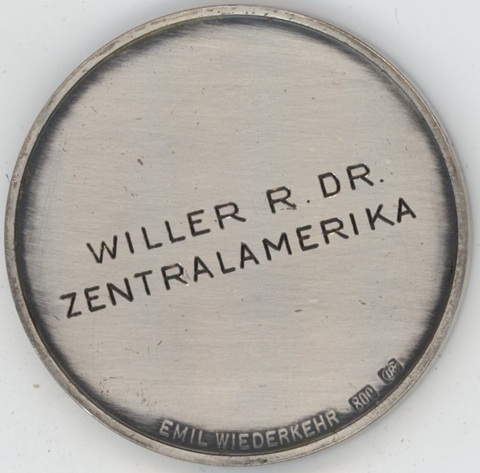 WILLER R. DR.
ZENTRALAMERIKA
EMIL WIEDERKEHR 800